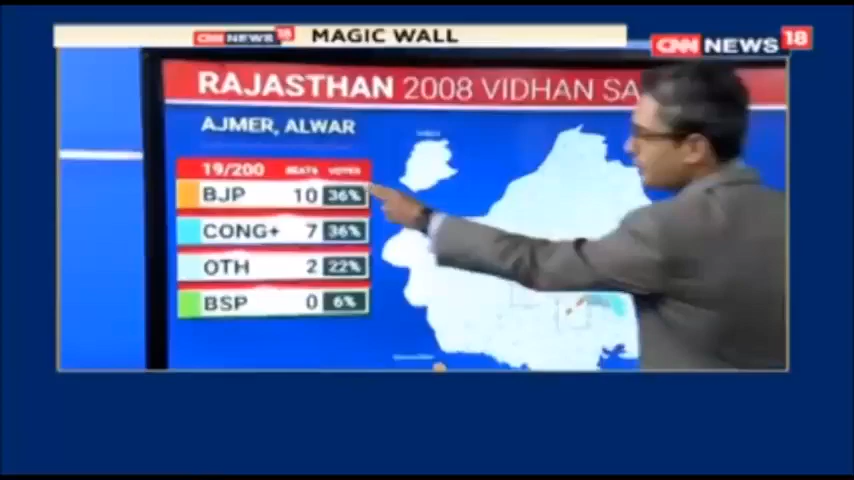 CNN NEWS 18 MAGIC WALL
CNN NEWS 18
RAJASTHAN 2008 VIDHAN SA
AJMER, ALWAR
19/200 SEATS VOTES
BJP 10 36%
CONG+ 7 36%
OTH 2 22%
BSP 0 6%